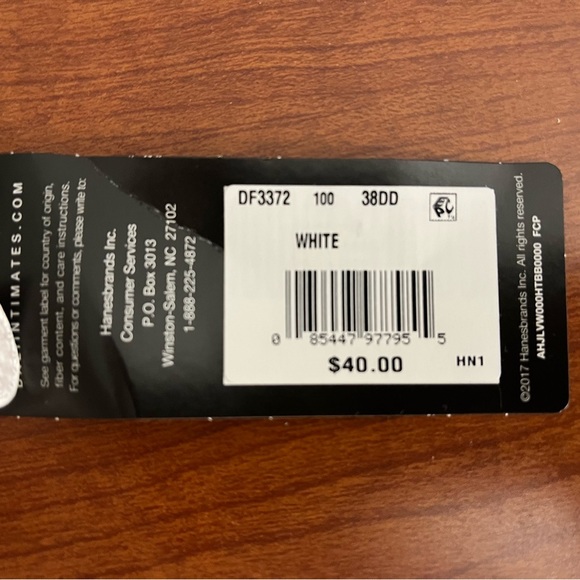 DF3372 100 38DD
WHITE
0 85447 97795 5
$40.00 HN1
INTIMATES.COM
See garment label for country of origin,
fiber content, and care instructions.
For questions or comments, please write to:
Hanesbrands Inc.
Consumer Services
P.O. Box 3013
Winston-Salem, NC 27102
1-888-225-4872
©2017 Hanesbrands Inc. All rights reserved.
AHJLVW000HTBB0000 FCP